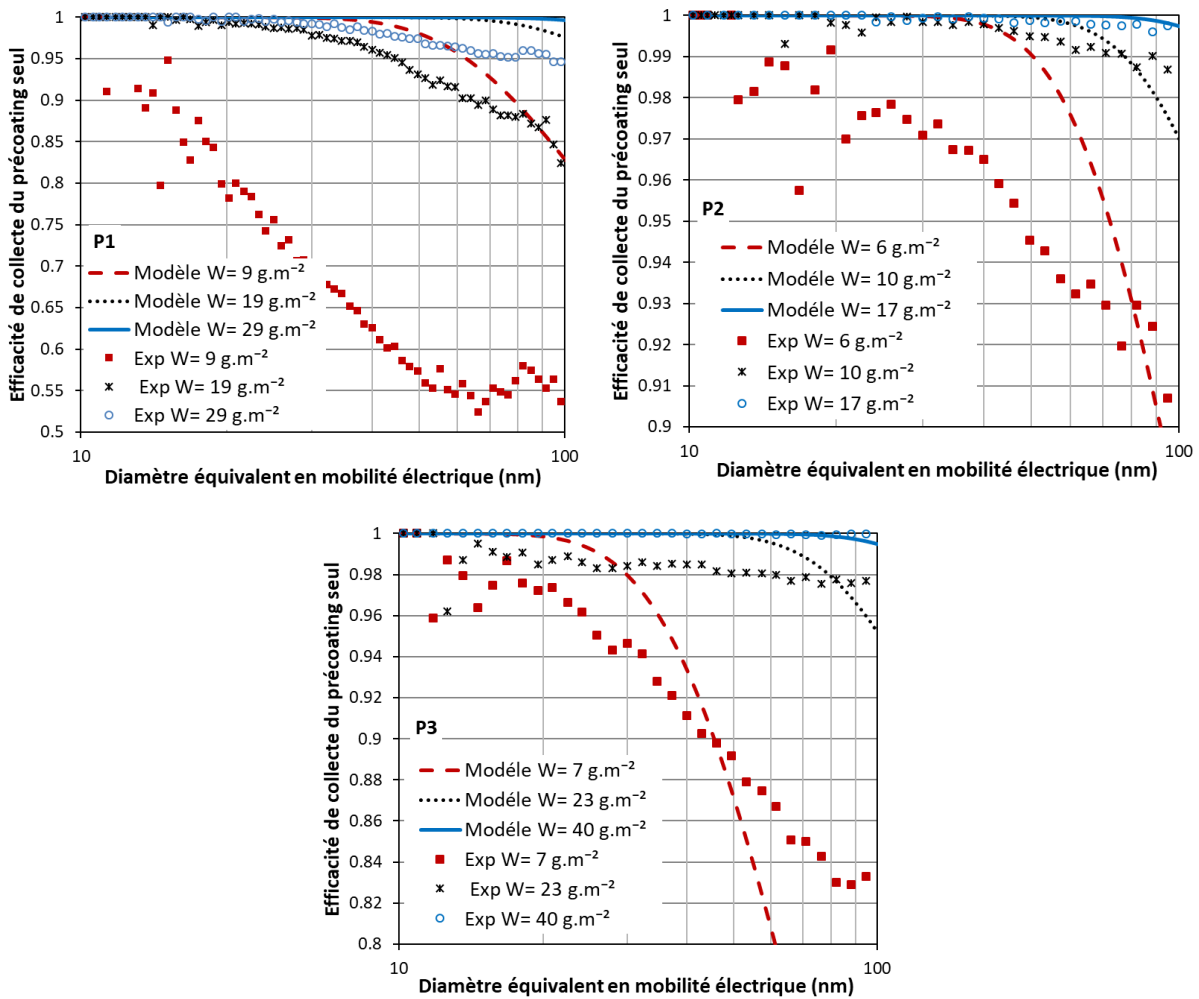 Efficacité de collecte du précoating seul
1
0.95
0.9
0.85
0.8
0.75
0.7
0.65
0.6
0.55
0.5
P1
Modèle W= 9 g.m⁻²
Modèle W= 19 g.m⁻²
Modèle W= 29 g.m⁻²
Exp W= 9 g.m⁻²
Exp W= 19 g.m⁻²
Exp W= 29 g.m⁻²
10
100
Diamètre équivalent en mobilité électrique (nm)
Efficacité de collecte du précoating seul
1
0.99
0.98
0.97
0.96
0.95
0.94
0.93
0.92
0.91
0.9
P2
Modéle W= 6 g.m⁻²
Modéle W= 10 g.m⁻²
Modéle W= 17 g.m⁻²
Exp W= 6 g.m⁻²
Exp W= 10 g.m⁻²
Exp W= 17 g.m⁻²
10
100
Diamètre équivalent en mobilité électrique (nm)
Efficacité de collecte du précoating seul
1
0.98
0.96
0.94
0.92
0.9
0.88
0.86
0.84
0.82
0.8
P3
Modéle W= 7 g.m⁻²
Modéle W= 23 g.m⁻²
Modéle W= 40 g.m⁻²
Exp W= 7 g.m⁻²
Exp W= 23 g.m⁻²
Exp W= 40 g.m⁻²
10
100
Diamètre équivalent en mobilité électrique (nm)